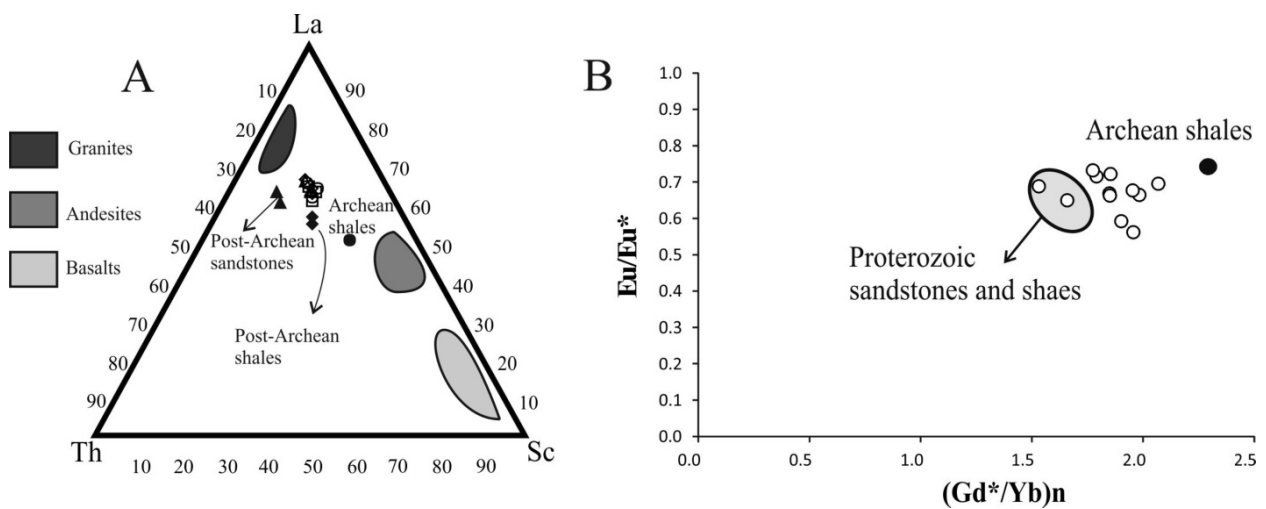 A
La
Granites
Andesites
Basalts
10
20
30
40
50
60
70
80
90
90
80
70
60
50
40
30
20
10
Archean
shales
Post-Archean
sandstones
Post-Archean
shales
Th
Sc
10 20 30 40 50 60 70 80 90
B
1.0
0.9
0.8
0.7
0.6
0.5
0.4
0.3
0.2
0.1
0.0
Eu/Eu*
Archean shales
Proterozoic
sandstones and shaes
0.0 0.5 1.0 1.5 2.0 2.5
(Gd*/Yb)n